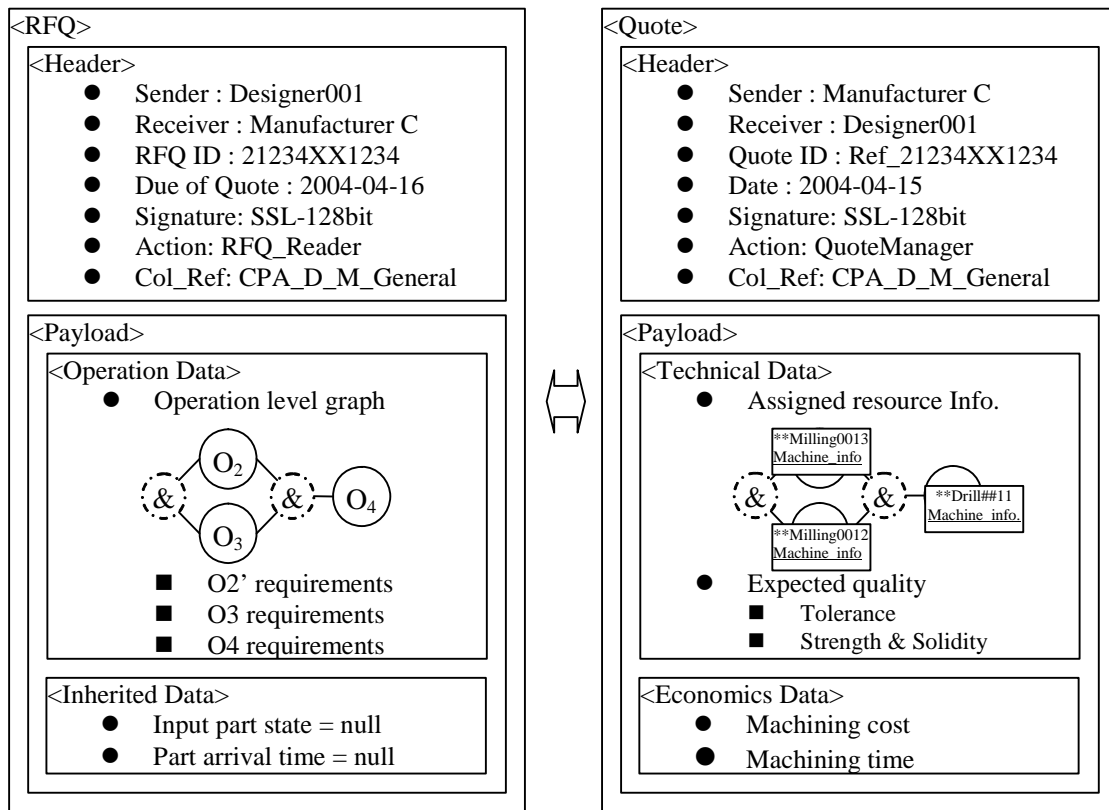 <RFQ>
<Header>
● Sender : Designer001
● Receiver : Manufacturer C
● RFQ ID : 21234XX1234
● Due of Quote : 2004-04-16
● Signature: SSL-128bit
● Action: RFQ_Reader
● Col_Ref: CPA_D_M_General
<Payload>
<Operation Data>
● Operation level graph
O2
&
&
O4
O3
■ O2’ requirements
■ O3 requirements
■ O4 requirements
<Inherited Data>
● Input part state = null
● Part arrival time = null
<Quote>
<Header>
● Sender : Manufacturer C
● Receiver : Designer001
● Quote ID : Ref_21234XX1234
● Date : 2004-04-15
● Signature: SSL-128bit
● Action: QuoteManager
● Col_Ref: CPA_D_M_General
<Payload>
<Technical Data>
● Assigned resource Info.
**Milling0013
Machine_info
&
&
**Drill##11
Machine_info.
**Milling0012
Machine_info
● Expected quality
■ Tolerance
■ Strength & Solidity
<Economics Data>
● Machining cost
● Machining time